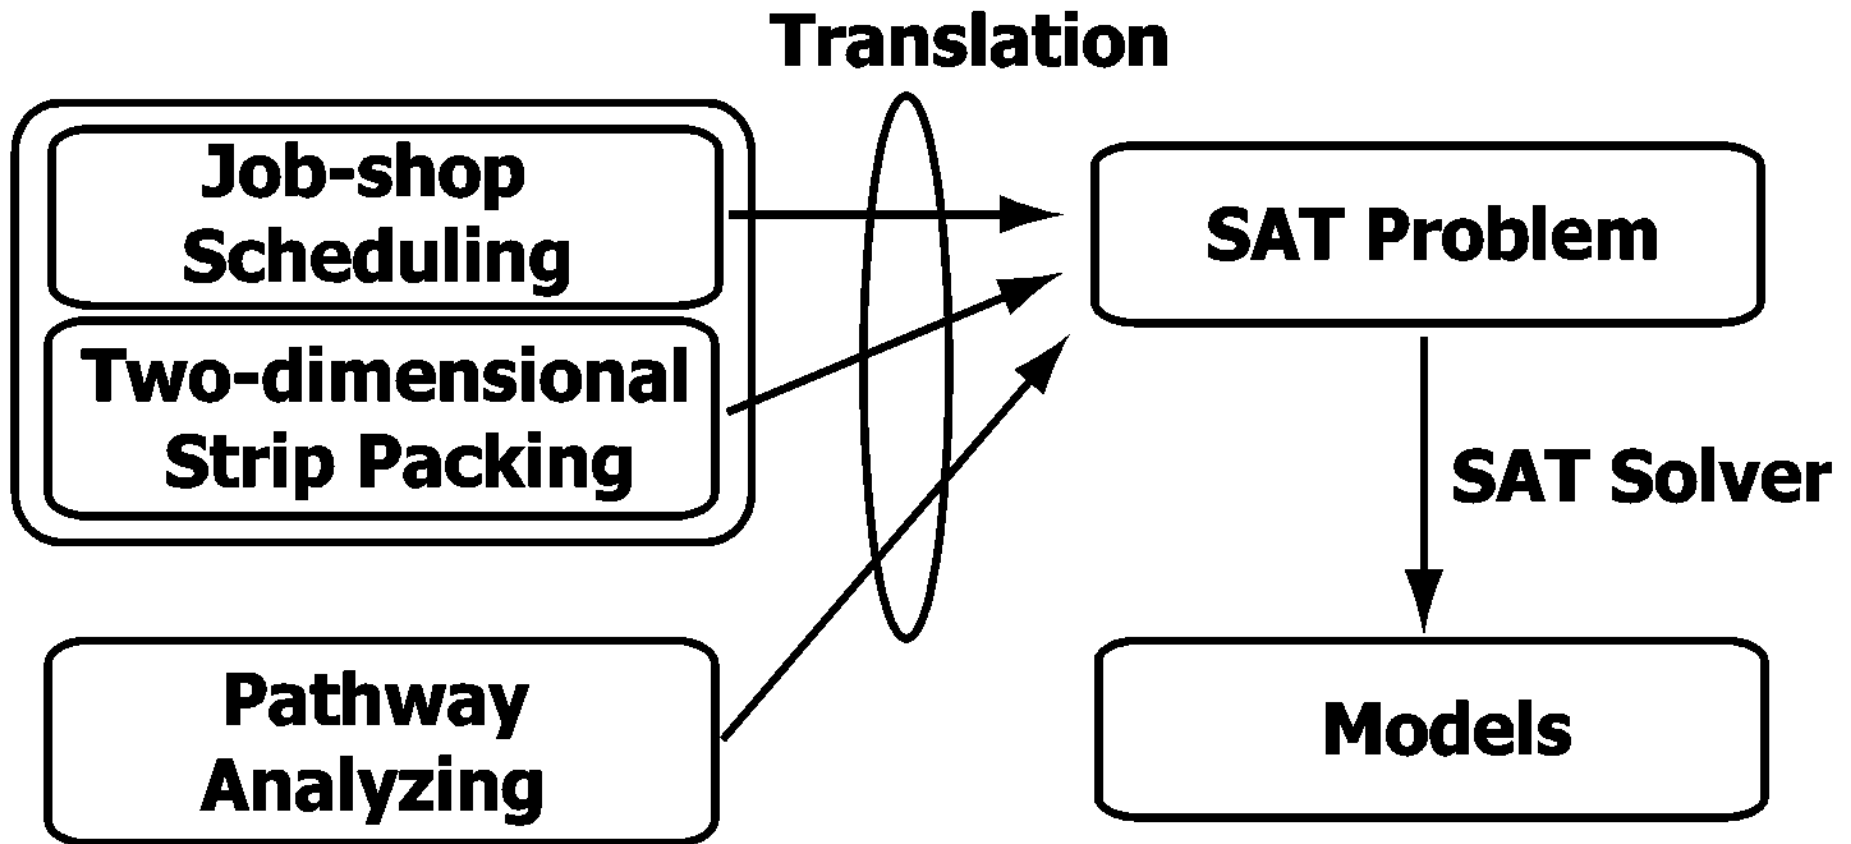 Translation
Job-shop
Scheduling
Two-dimensional
Strip Packing
Pathway
Analyzing
SAT Problem
SAT Solver
Models